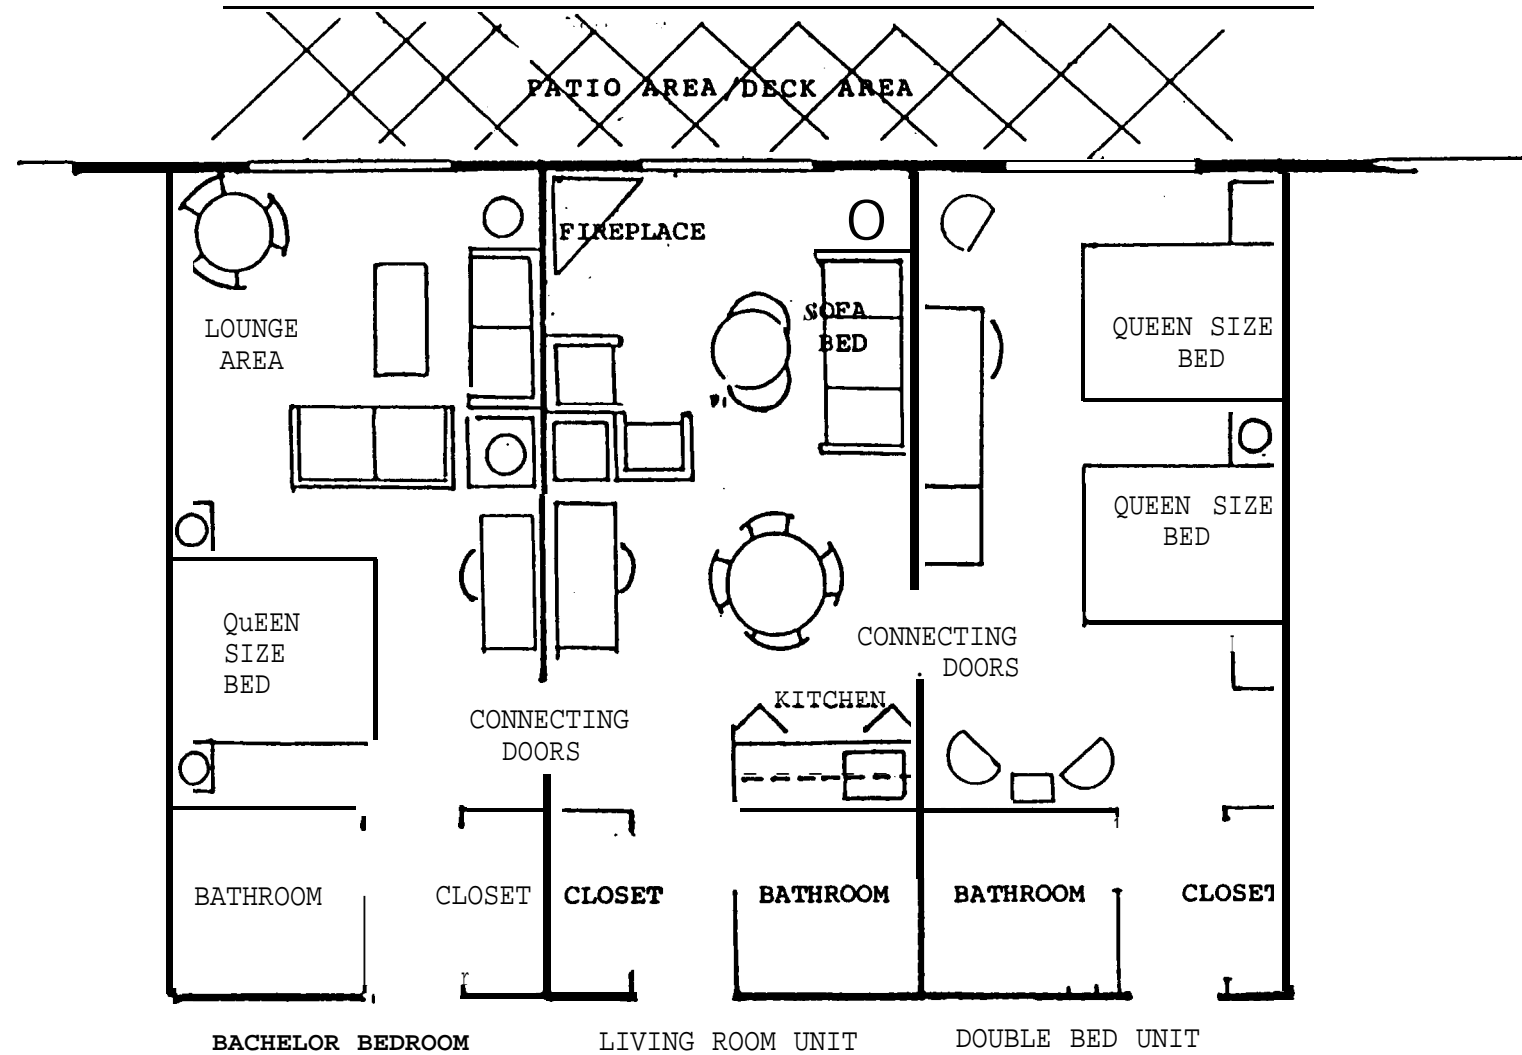 PATIO AREA/DECK AREA
FIREPLACE
LOUNGE
AREA
SOFA
BED
QUEEN SIZE
BED
QUEEN SIZE
BED
QuEEN
SIZE
BED
CONNECTING
DOORS
KITCHEN
CONNECTING
DOORS
BATHROOM
CLOSET
CLOSET
BATHROOM
BATHROOM
CLOSET
BACHELOR BEDROOM
LIVING ROOM UNIT
DOUBLE BED UNIT